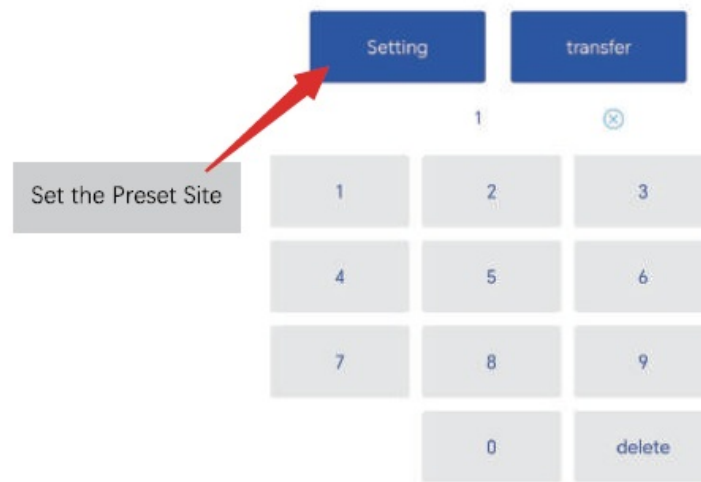 Setting transfer
1
Set the Preset Site
1 2 3
4 5 6
7 8 9
0 delete